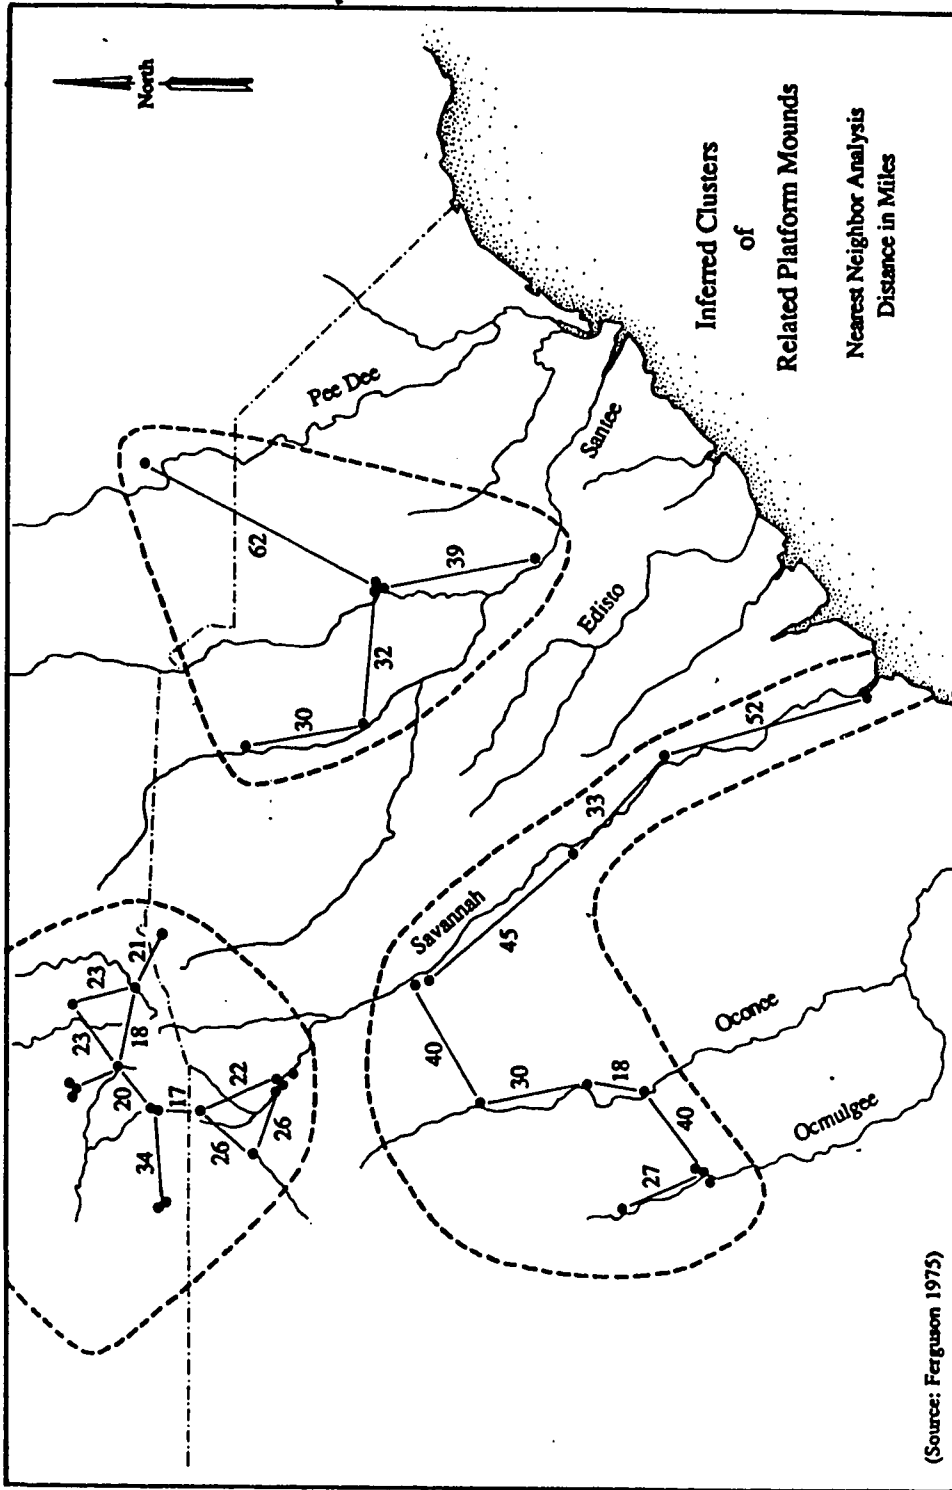 North
Inferred Clusters
of
Related Platform Mounds
Nearest Neighbor Analysis
Distance in Miles
Pee Dee
Santee
Edisto
Savannah
Oconee
Ocmulgee
62
39
32
30
52
33
45
40
30
18
40
27
21
23
23
18
20
17
34
22
26
26
(Source: Ferguson 1975)